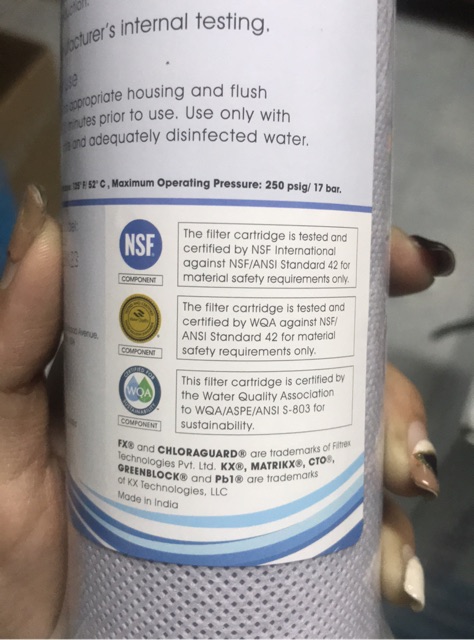 manufacturer's internal testing.
appropriate housing and flush
minutes prior to use. Use only with
and adequately disinfected water.
125° F/ 52° C , Maximum Operating Pressure: 250 psig/ 17 bar.
NSF
COMPONENT
The filter cartridge is tested and
certified by NSF International
against NSF/ANSI Standard 42 for
material safety requirements only.
COMPONENT
The filter cartridge is tested and
certified by WQA against NSF/
ANSI Standard 42 for material
safety requirements only.
WQA
COMPONENT
This filter cartridge is certified by
the Water Quality Association
to WQA/ASPE/ANSI S-803 for
sustainability.
FX® and CHLORAGUARD® are trademarks of Filtrex
Technologies Pvt. Ltd. KX®, MATRIKX®, CTO®,
GREENBLOCK® and Pb1® are trademarks
of KX Technologies, LLC
Made in India